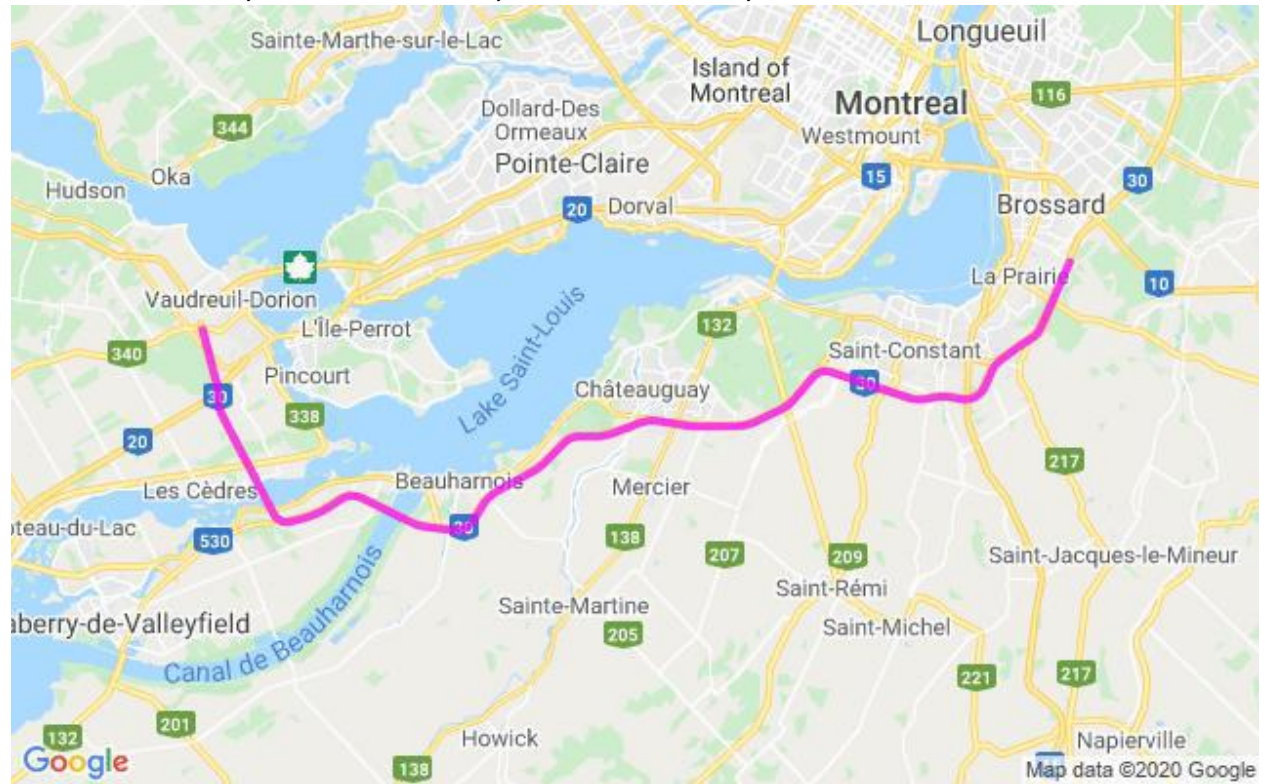 Longueuil
Sainte-Marthe-sur-le-Lac
Island of
Montreal
116
Montreal
Dollard-Des
Ormeaux
344
Westmount
Pointe-Claire
15
Oka
30
Hudson
20
Dorval
Brossard
La Prairie
10
Vaudreuil-Dorion
L'Île-Perrot
132
340
Saint-Constant
Pincourt
Lake Saint-Louis
Châteauguay
30
30
338
20
217
Beauharnois
Les Cèdres
Mercier
oteau-du-Lac
530
30
138
207
209
Saint-Jacques-le-Mineur
Saint-Rémi
Sainte-Martine
aberry-de-Valleyfield
205
Saint-Michel
Canal de Beauharnois
221
217
201
132
Howick
Napierville
Google
138
Map data ©2020 Google